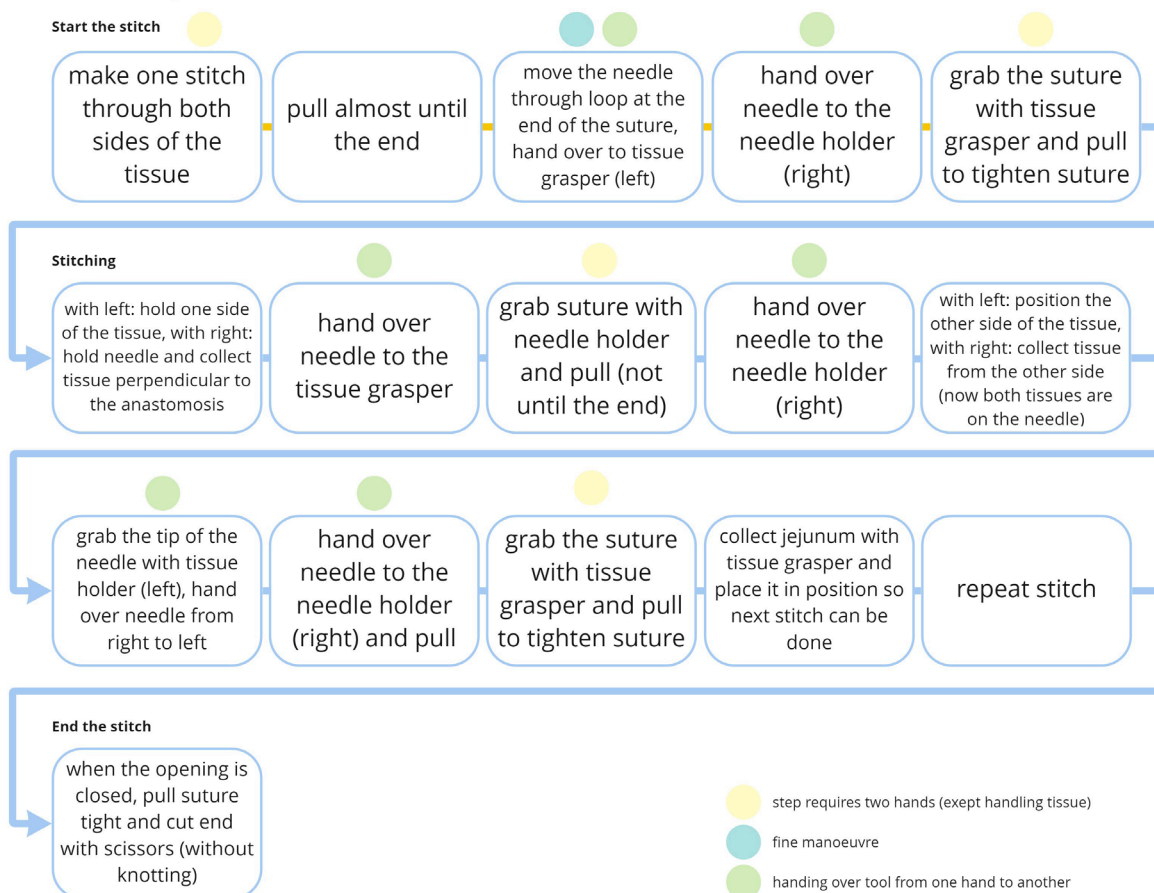 Start the stitch
make one stitch
through both
sides of the
tissue
pull almost until
the end
move the needle
through loop at the
end of the suture,
hand over to tissue
grasper (left)
hand over
needle to the
needle holder
(right)
grab the suture
with tissue
grasper and pull
to tighten suture
Stitching
with left: hold one side
of the tissue, with right:
hold needle and collect
tissue perpendicular to
the anastomosis
hand over
needle to the
tissue grasper
grab suture with
needle holder
and pull (not
until the end)
hand over
needle to the
needle holder
(right)
with left: position the
other side of the tissue,
with right: collect tissue
from the other side
(now both tissues are
on the needle)
grab the tip of the
needle with tissue
holder (left), hand
over needle from
right to left
hand over
needle to the
needle holder
(right) and pull
grab the suture
with tissue
grasper and pull
to tighten suture
collect jejunum with
tissue grasper and
place it in position so
next stitch can be
done
repeat stitch
End the stitch
when the opening is
closed, pull suture
tight and cut end
with scissors (without
knotting)
step requires two hands (exept handling tissue)
fine manoeuvre
handing over tool from one hand to another